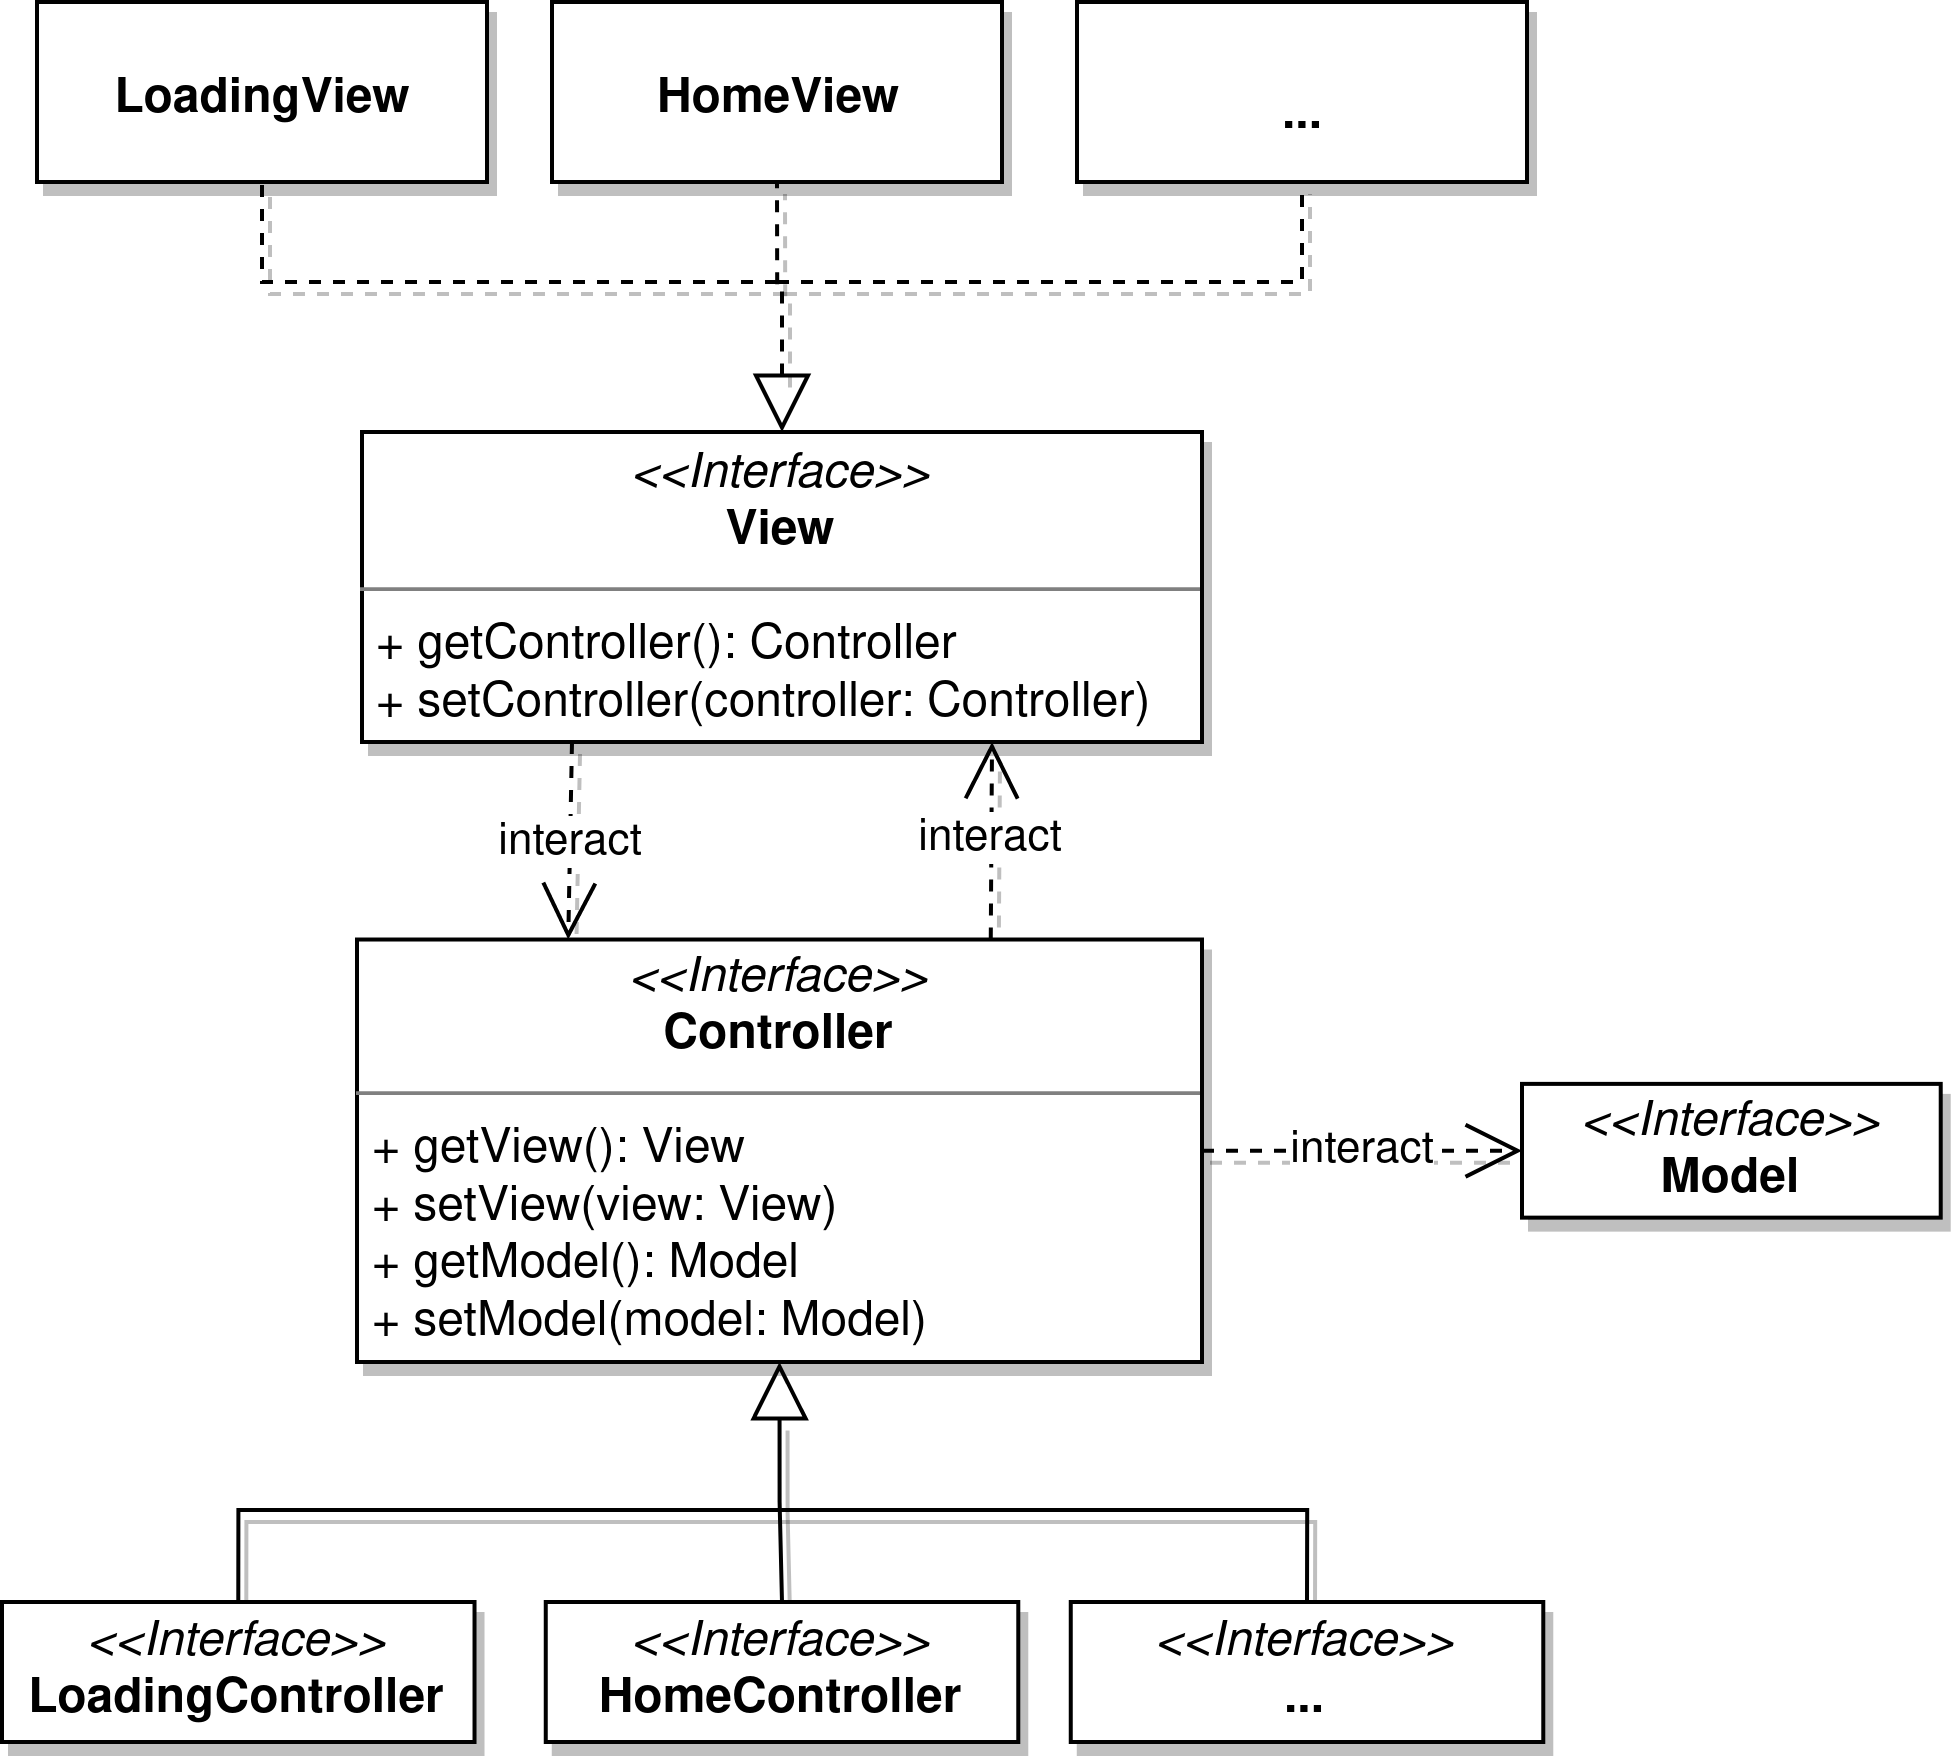 LoadingView
HomeView
...
<<Interface>>
View
+ getController(): Controller
+ setController(controller: Controller)
interact
interact
<<Interface>>
Controller
+ getView(): View
+ setView(view: View)
+ getModel(): Model
+ setModel(model: Model)
interact
<<Interface>>
Model
<<Interface>>
LoadingController
<<Interface>>
HomeController
<<Interface>>
...